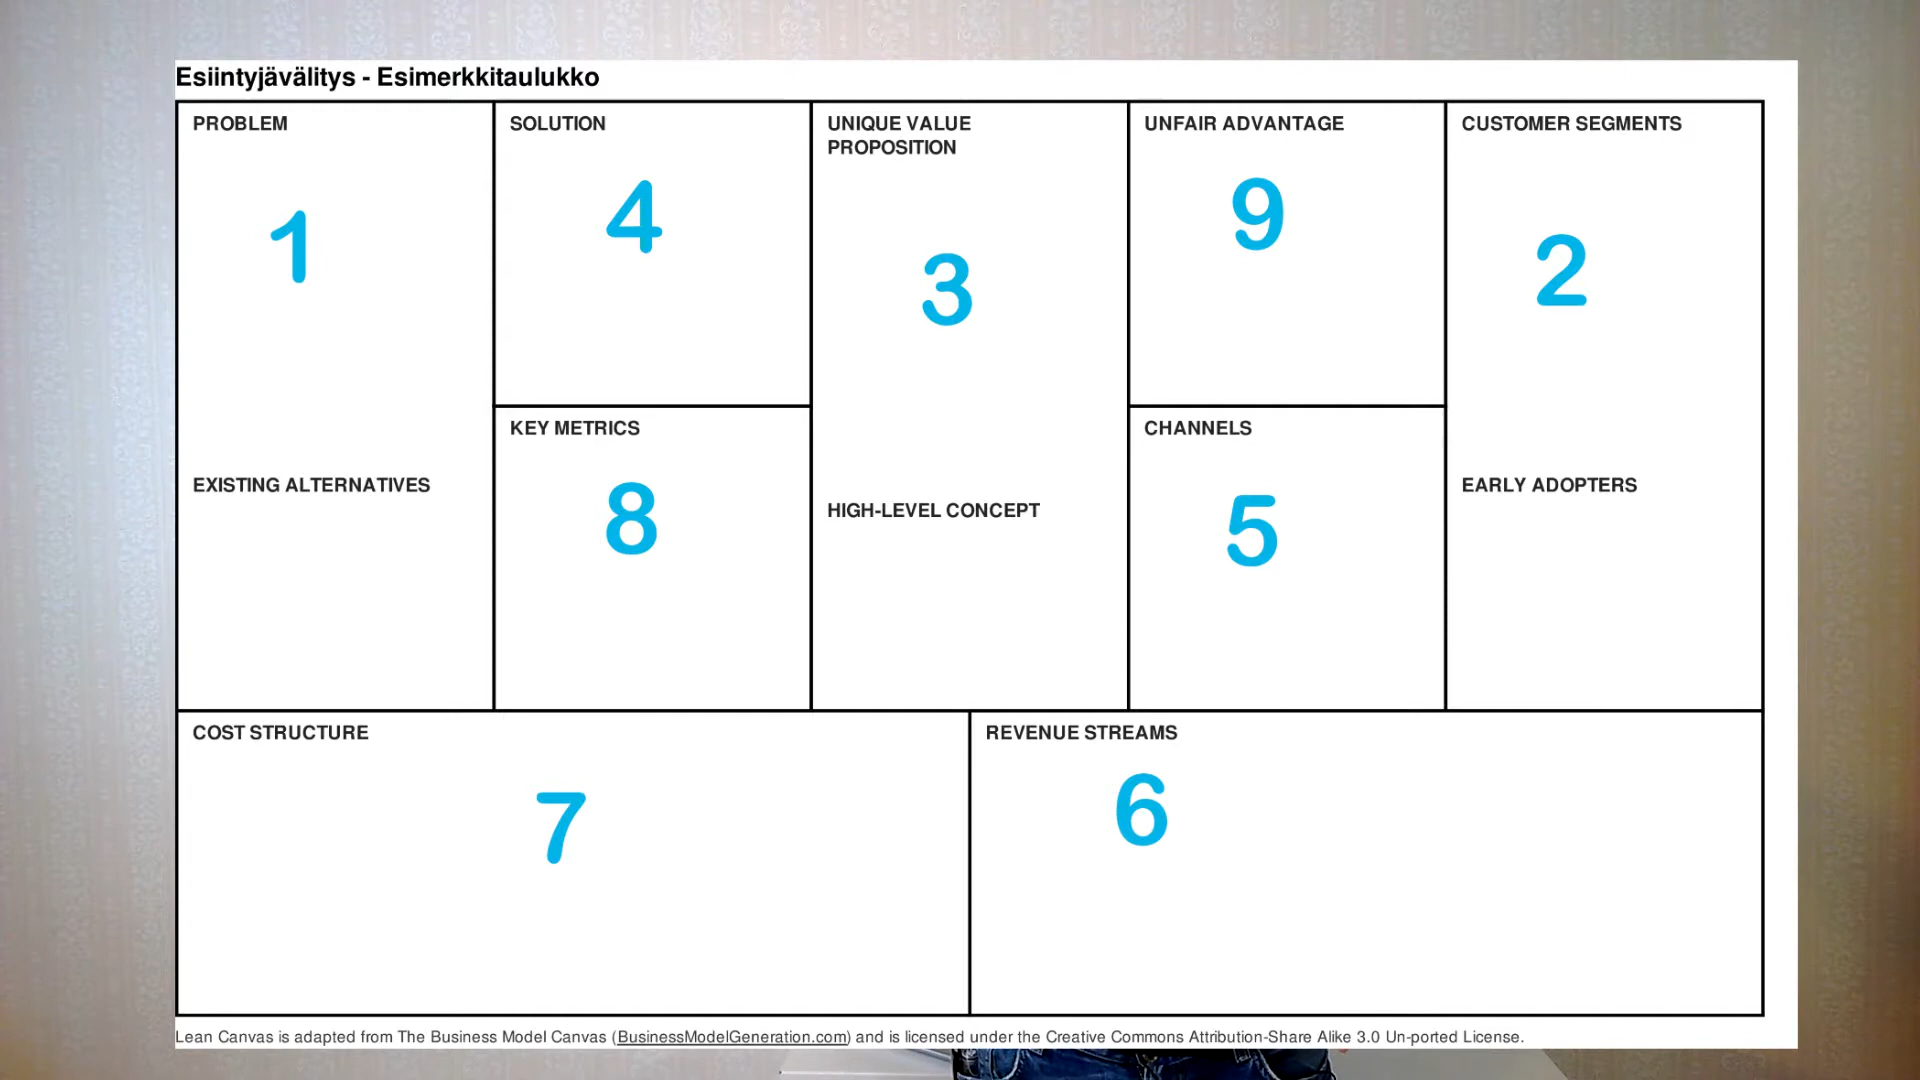 Esiintyjävälitys - Esimerkkitaulukko
PROBLEM
1
EXISTING ALTERNATIVES
SOLUTION
4
KEY METRICS
8
UNIQUE VALUE
PROPOSITION
3
HIGH-LEVEL CONCEPT
UNFAIR ADVANTAGE
9
CHANNELS
5
CUSTOMER SEGMENTS
2
EARLY ADOPTERS
COST STRUCTURE
7
REVENUE STREAMS
6
Lean Canvas is adapted from The Business Model Canvas (BusinessModelGeneration.com) and is licensed under the Creative Commons Attribution-Share Alike 3.0 Un-ported License.